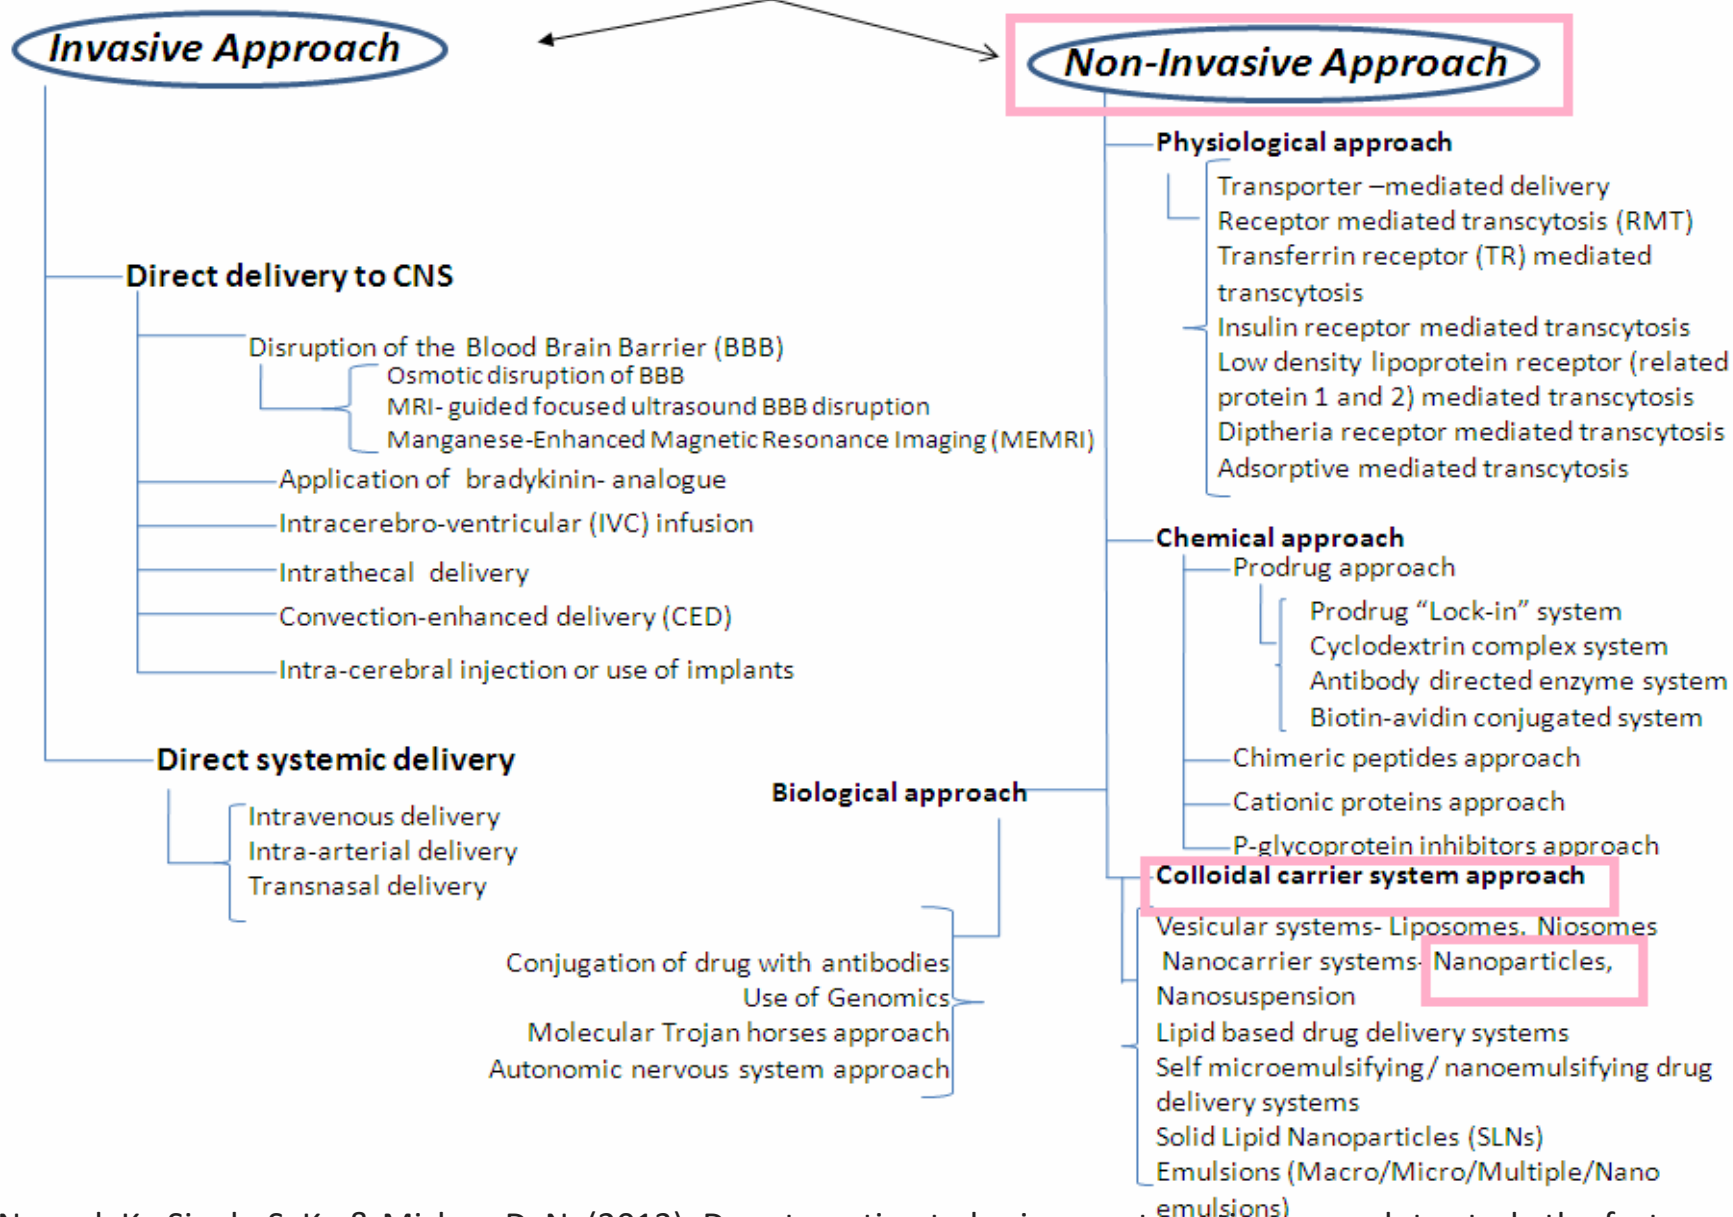 Invasive Approach
Direct delivery to CNS
Disruption of the Blood Brain Barrier (BBB)
Osmotic disruption of BBB
MRI- guided focused ultrasound BBB disruption
Manganese-Enhanced Magnetic Resonance Imaging (MEMRI)
Application of bradykinin- analogue
Intracerebro-ventricular (IVC) infusion
Intrathecal delivery
Convection-enhanced delivery (CED)
Intra-cerebral injection or use of implants
Direct systemic delivery
Intravenous delivery
Intra-arterial delivery
Transnasal delivery
Non-Invasive Approach
Physiological approach
Transporter –mediated delivery
Receptor mediated transcytosis (RMT)
Transferrin receptor (TR) mediated
transcytosis
Insulin receptor mediated transcytosis
Low density lipoprotein receptor (related
protein 1 and 2) mediated transcytosis
Diptheria receptor mediated transcytosis
Adsorptive mediated transcytosis
Chemical approach
Prodrug approach
Prodrug “Lock-in” system
Cyclodextrin complex system
Antibody directed enzyme system
Biotin-avidin conjugated system
Chimeric peptides approach
Cationic proteins approach
P-glycoprotein inhibitors approach
Biological approach
Conjugation of drug with antibodies
Use of Genomics
Molecular Trojan horses approach
Autonomic nervous system approach
Colloidal carrier system approach
Vesicular systems- Liposomes, Niosomes
Nanocarrier systems- Nanoparticles,
Nanosuspension
Lipid based drug delivery systems
Self microemulsifying/ nanoemulsifying drug
delivery systems
Solid Lipid Nanoparticles (SLNs)
Emulsions (Macro/Micro/Multiple/Nano
emulsions)
K., Singh, S. K., & Mishra, D. N. (2012).